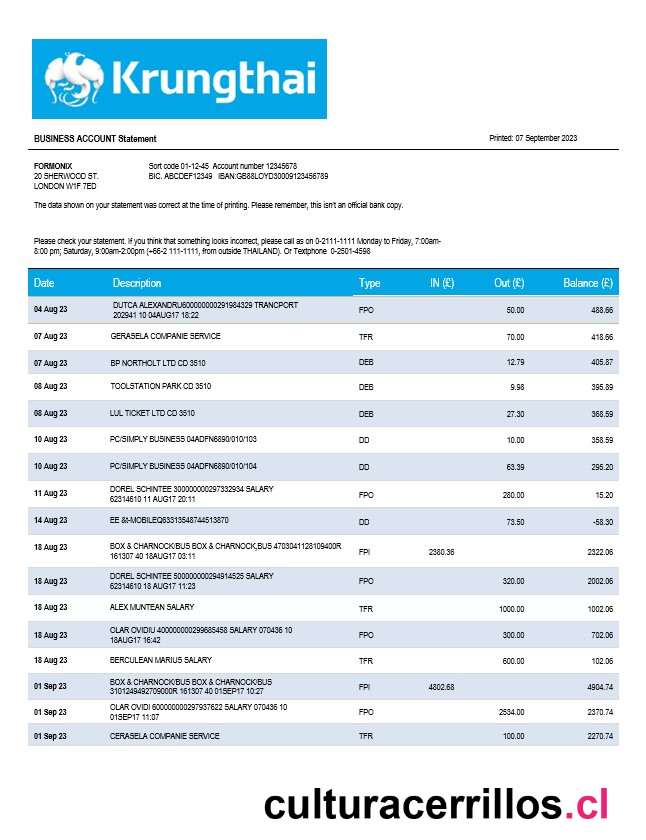 Krungthai
BUSINESS ACCOUNT Statement
Printed: 07 September 2023
FORMONIX
Sort code 01-12-45 Account number 12345678
20 SHERWOOD ST.
BIC. ABCDEF12349 IBAN:GB88LOYD30009123456789
LONDON W1F 7ED
The data shown on your statement was correct at the time of printing. Please remember, this isn't an official bank copy.
Please check your statement. If you think that something looks incorrect, please call as on 0-2111-1111 Monday to Friday, 7:00am-
8:00 pm; Saturday, 9:00am-2:00pm (+66-2 111-1111, from outside THAILAND). Or Textphone 0-2501-4598
Date Description Type IN (£) Out (£) Balance (£)
04 Aug 23 DUTCA ALEXANDRU600000000291984329 TRANCPORT FPO 50.00 488.66
202941 10 04AUG17 18:22
07 Aug 23 GERASELA COMPANIE SERVICE TFR 70.00 418.66
07 Aug 23 BP NORTHOLT LTD CD 3510 DEB 12.79 405.87
08 Aug 23 TOOLSTATION PARK CD 3510 DEB 9.98 395.89
08 Aug 23 LUL TICKET LTD CD 3510 DEB 27.30 368.59
10 Aug 23 PC/SIMPLY BUSINESS 04ADFN6890/010/103 DD 10.00 358.59
10 Aug 23 PC/SIMPLY BUSINESS 04ADFN6890/010/104 DD 63.39 295.20
11 Aug 23 DOREL SCHINTEE 300000000297332934 SALARY FPO 280.00 15.20
62314610 11 AUG17 20:11
14 Aug 23 EE &t-MOBILEQ63313548744513870 DD 73.50 -58.30
18 Aug 23 BOX & CHARNOCK/BUS BOX & CHARNOCK,BUS 4703041128109400R FPI 2380.36 2322.06
161307 40 18AUG17 03:11
18 Aug 23 DOREL SCHINTEE 500000000294914525 SALARY FPO 320.00 2002.06
62314610 18 AUG17 11:23
18 Aug 23 ALEX MUNTEAN SALARY TFR 1000.00 1002.06
18 Aug 23 OLAR OVIDIU 400000000299685458 SALARY 070436 10 FPO 300.00 702.06
18AUG17 16:42
18 Aug 23 BERCULEAN MARIUS SALARY TFR 600.00 102.06
01 Sep 23 BOX & CHARNOCK/BUS BOX & CHARNOCK/BUS FPI 4802.68 4904.74
3101249492709000R 161307 40 01SEP17 10:27
01 Sep 23 OLAR OVIDI 600000000297937622 SALARY 070436 10 FPO 2534.00 2370.74
01SEP17 11:07
01 Sep 23 CERASELA COMPANIE SERVICE TFR 100.00 2270.74
culturacerrillos.cl